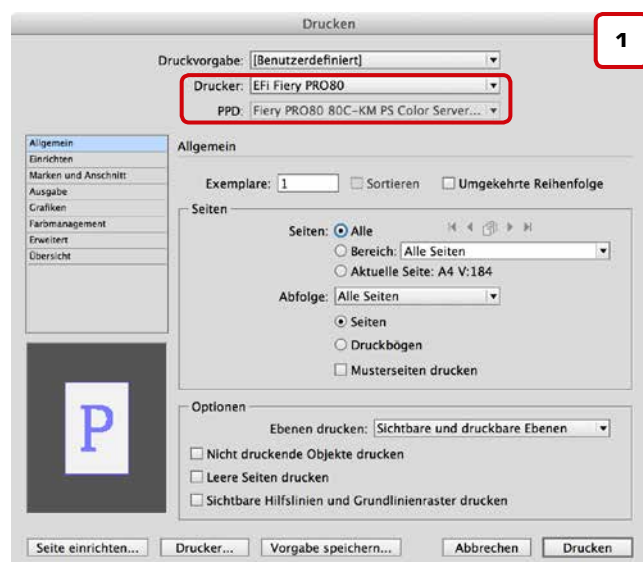 Drucken
1
Druckvorgabe: [Benutzerdefiniert]
Drucker: EFi Fiery PRO80
PPD: Fiery PRO80 80C-KM PS Color Server...
Allgemein
Einrichten
Marken und Anschnitt
Ausgabe
Grafiken
Farbmanagement
Erweitert
Übersicht
Allgemein
Exemplare: 1 Sortieren Umgekehrte Reihenfolge
Seiten
Seiten: Alle
Bereich: Alle Seiten
Aktuelle Seite: A4 V:184
Abfolge: Alle Seiten
Seiten
Druckbögen
Musterseiten drucken
P
Optionen
Ebenen drucken: Sichtbare und druckbare Ebenen
Nicht druckende Objekte drucken
Leere Seiten drucken
Sichtbare Hilfslinien und Grundlinienraster drucken
Seite einrichten... Drucker... Vorgabe speichern... Abbrechen Drucken